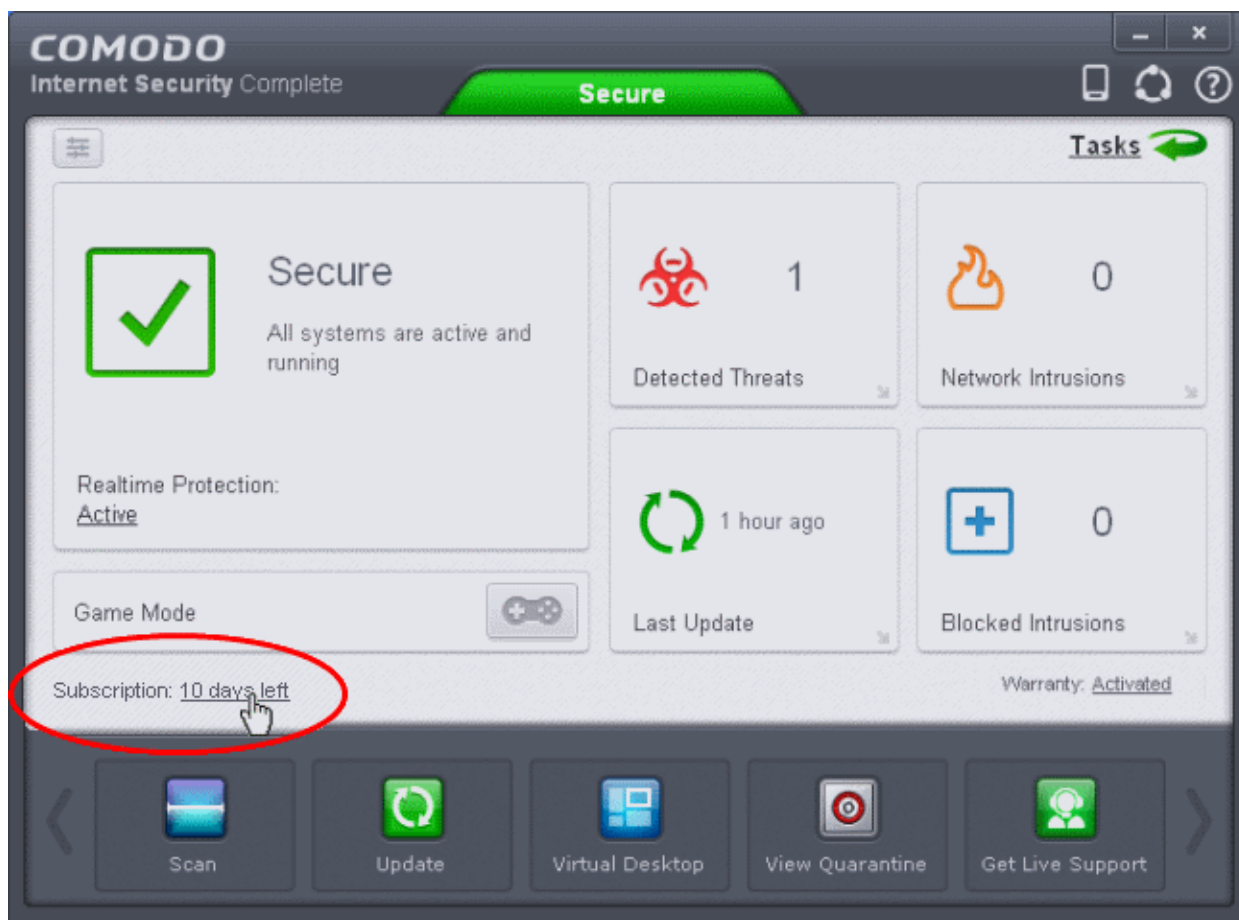 COMODO
Internet Security Complete
Secure
Tasks
Secure
All systems are active and
running
Realtime Protection:
Active
1
Detected Threats
0
Network Intrusions
1 hour ago
Last Update
0
Blocked Intrusions
Game Mode
Subscription: 10 days left
Warranty: Activated
Scan
Update
Virtual Desktop
View Quarantine
Get Live Support